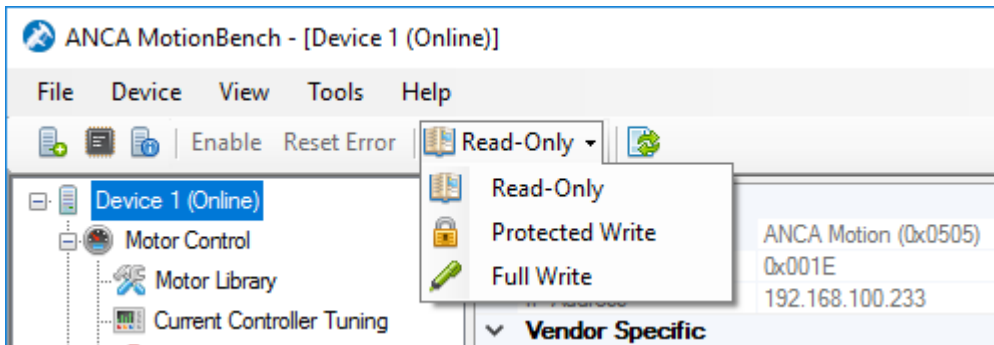 ANCA MotionBench - [Device 1 (Online)]
File Device View Tools Help
Enable Reset Error Read-Only
Read-Only
Protected Write
Full Write
Device 1 (Online)
Motor Control
Motor Library
Current Controller Tuning
ANCA Motion (0x0505)
0x001E
192.168.100.233
Vendor Specific